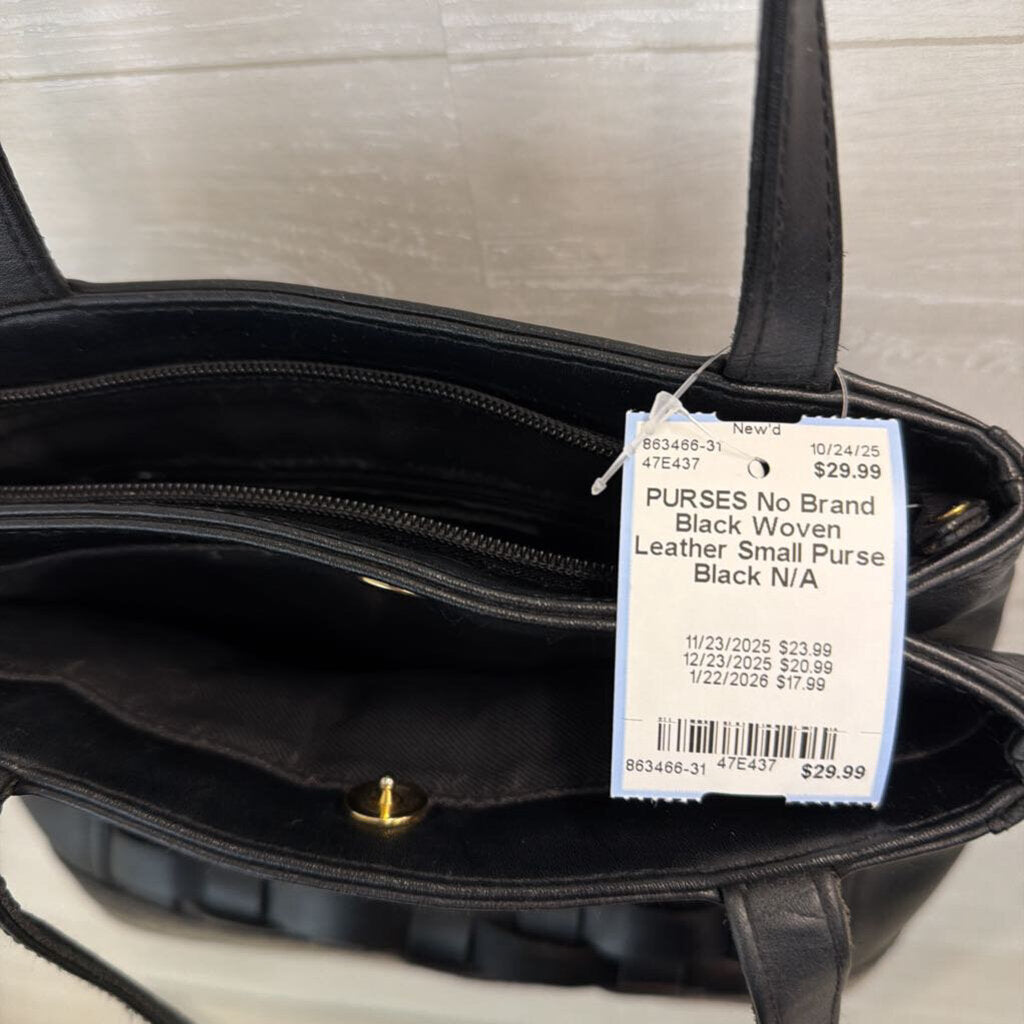 New'd
863466-31 10/24/25
47E437 $29.99
PURSES No Brand
Black Woven
Leather Small Purse
Black N/A
11/23/2025 $23.99
12/23/2025 $20.99
1/22/2026 $17.99
863466-31 47E437 $29.99